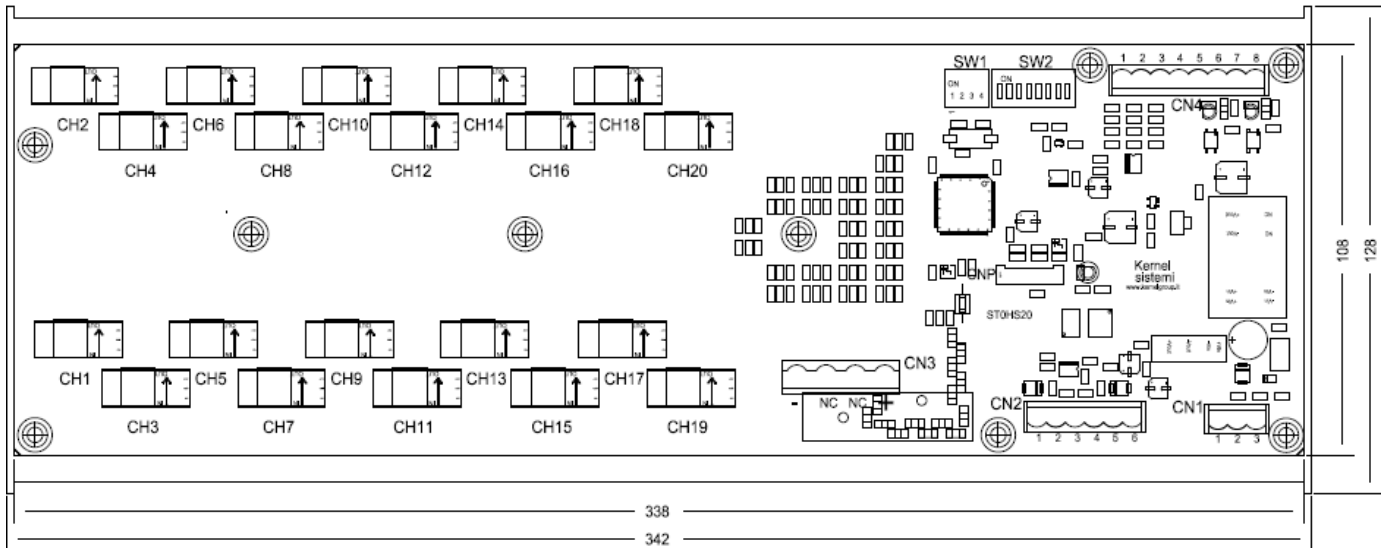 SW1 SW2
ON ON
1 2 3 4
1 2 3 4 5 6 7 8
CN4
CH2 CH6 CH10 CH14 CH18
CH4 CH8 CH12 CH16 CH20
Kernel
sistemi
www.kernelgroup.it
CNP
ST0HS20
CH1 CH5 CH9 CH13 CH17
CH3 CH7 CH11 CH15 CH19
CN3
- NC NC +
CN2
1 2 3 4 5 6
CN1
1 2 3
108
128
338
342